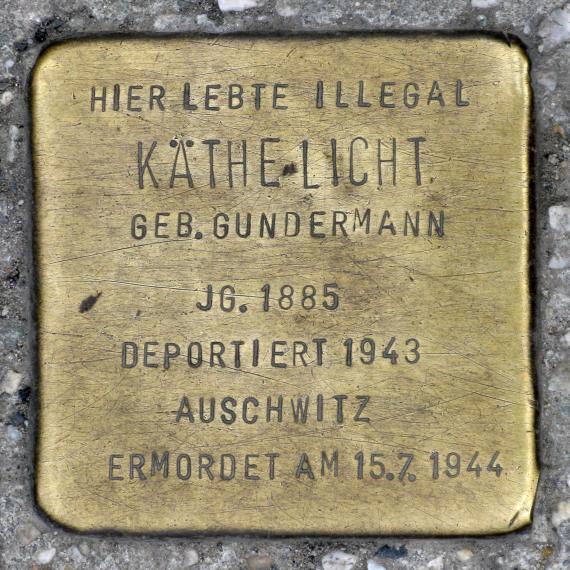 HIER LEBTE ILLEGAL
KÄTHE LICHT
GEB. GUNDERMANN
JG. 1885
DEPORTIERT 1943
AUSCHWITZ
ERMORDET AM 15.7. 1944